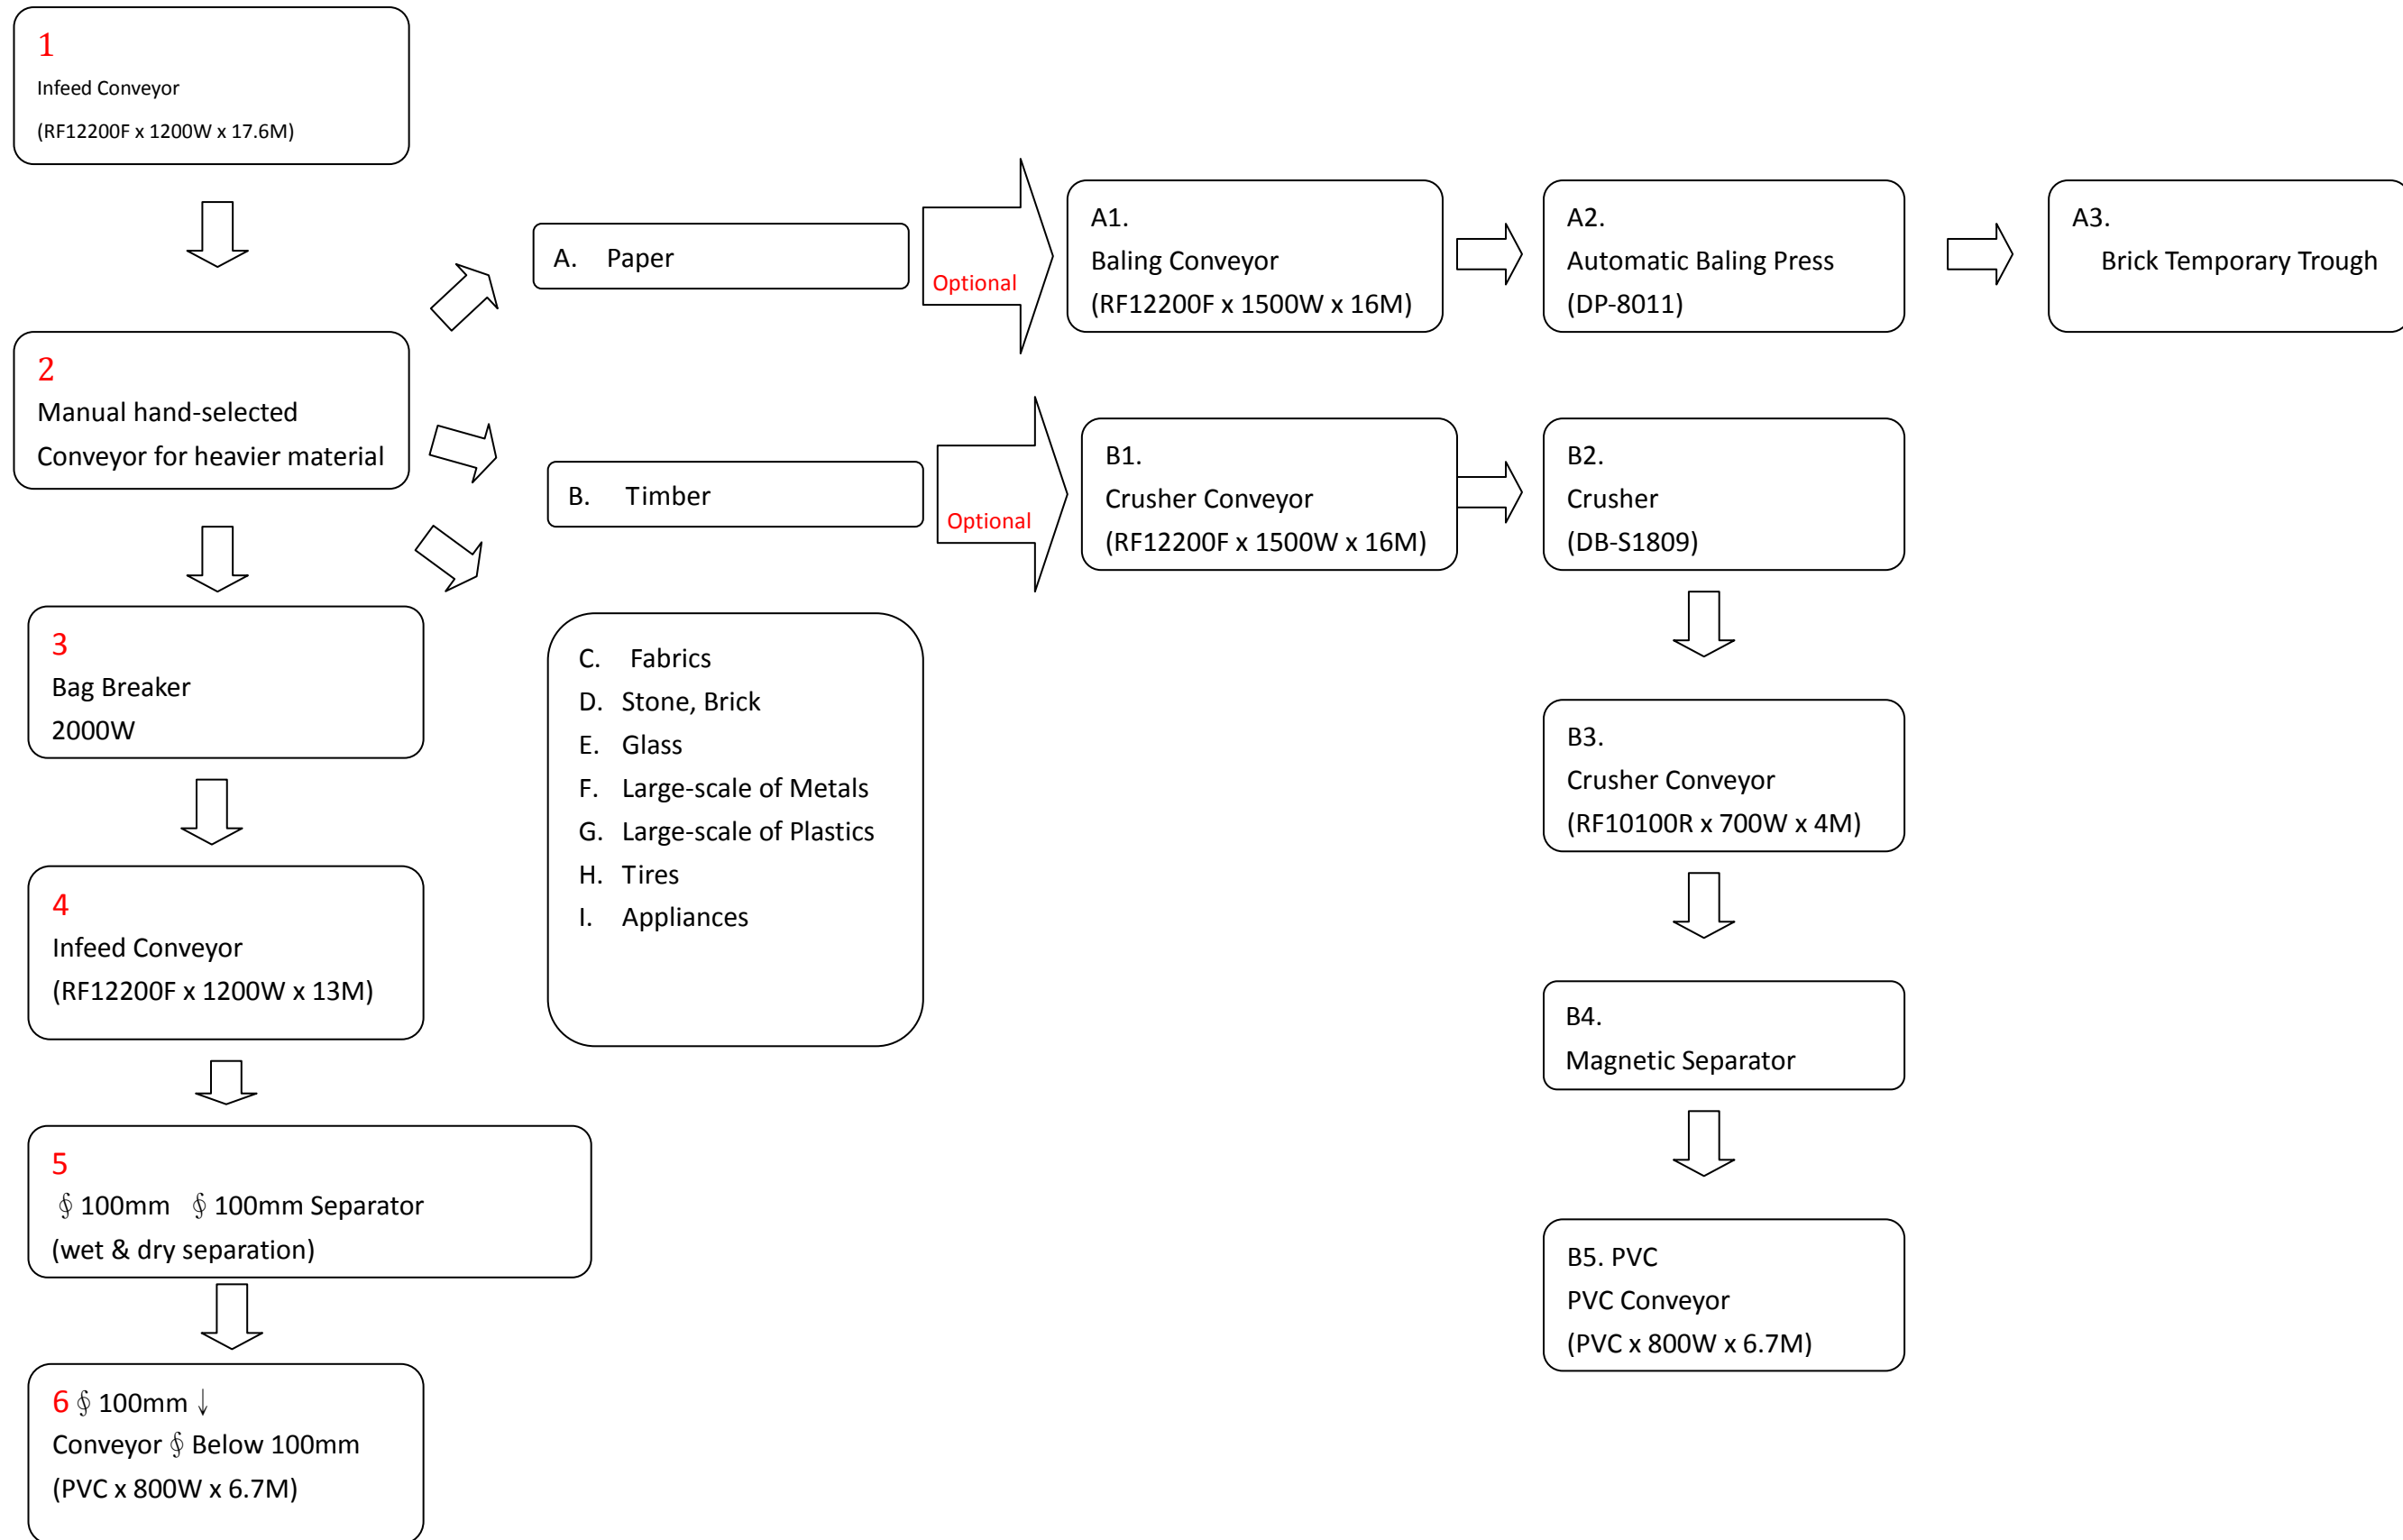 1
Infeed Conveyor
(RF12200F x 1200W x 17.6M)
2
Manual hand-selected
Conveyor for heavier material
3
Bag Breaker
2000W
4
Infeed Conveyor
(RF12200F x 1200W x 13M)
5
∮100mm ∮100mm Separator
(wet & dry separation)
6∮100mm↓
Conveyor∮Below 100mm
(PVC x 800W x 6.7M)
A. Paper
Optional
A1.
Baling Conveyor
(RF12200F x 1500W x 16M)
A2.
Automatic Baling Press
(DP-8011)
A3.
Brick Temporary Trough
B. Timber
Optional
B1.
Crusher Conveyor
(RF12200F x 1500W x 16M)
B2.
Crusher
(DB-S1809)
B3.
Crusher Conveyor
(RF10100R x 700W x 4M)
B4.
Magnetic Separator
B5. PVC
PVC Conveyor
(PVC x 800W x 6.7M)
C. Fabrics
D. Stone, Brick
E. Glass
F. Large-scale of Metals
G. Large-scale of Plastics
H. Tires
I. Appliances